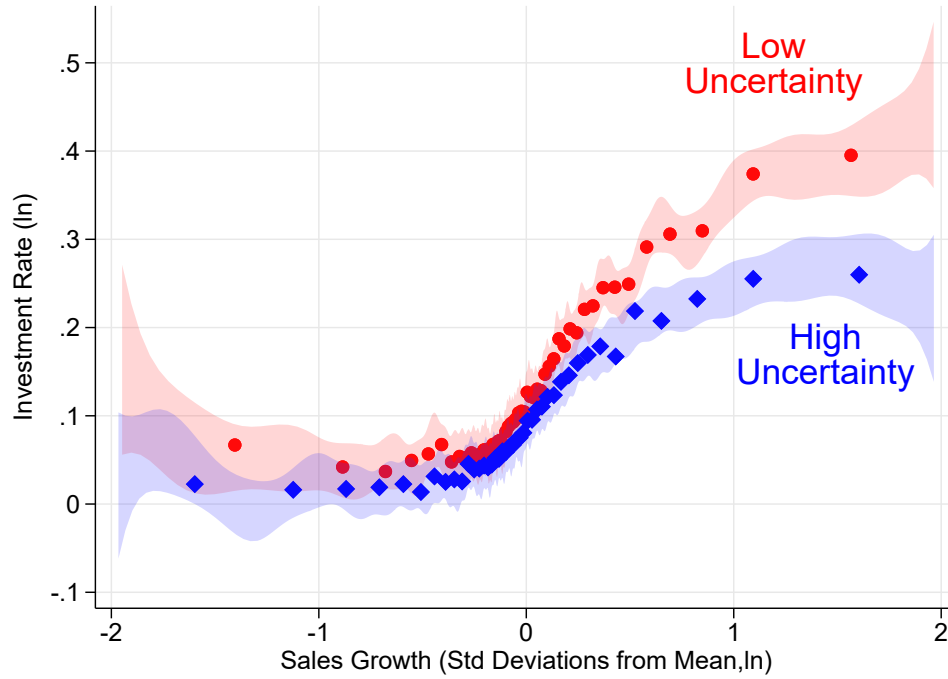 Low
Uncertainty
High
Uncertainty
.5
.4
.3
.2
.1
0
-.1
Investment Rate (ln)
-2
-1
0
1
2
Sales Growth (Std Deviations from Mean,ln)